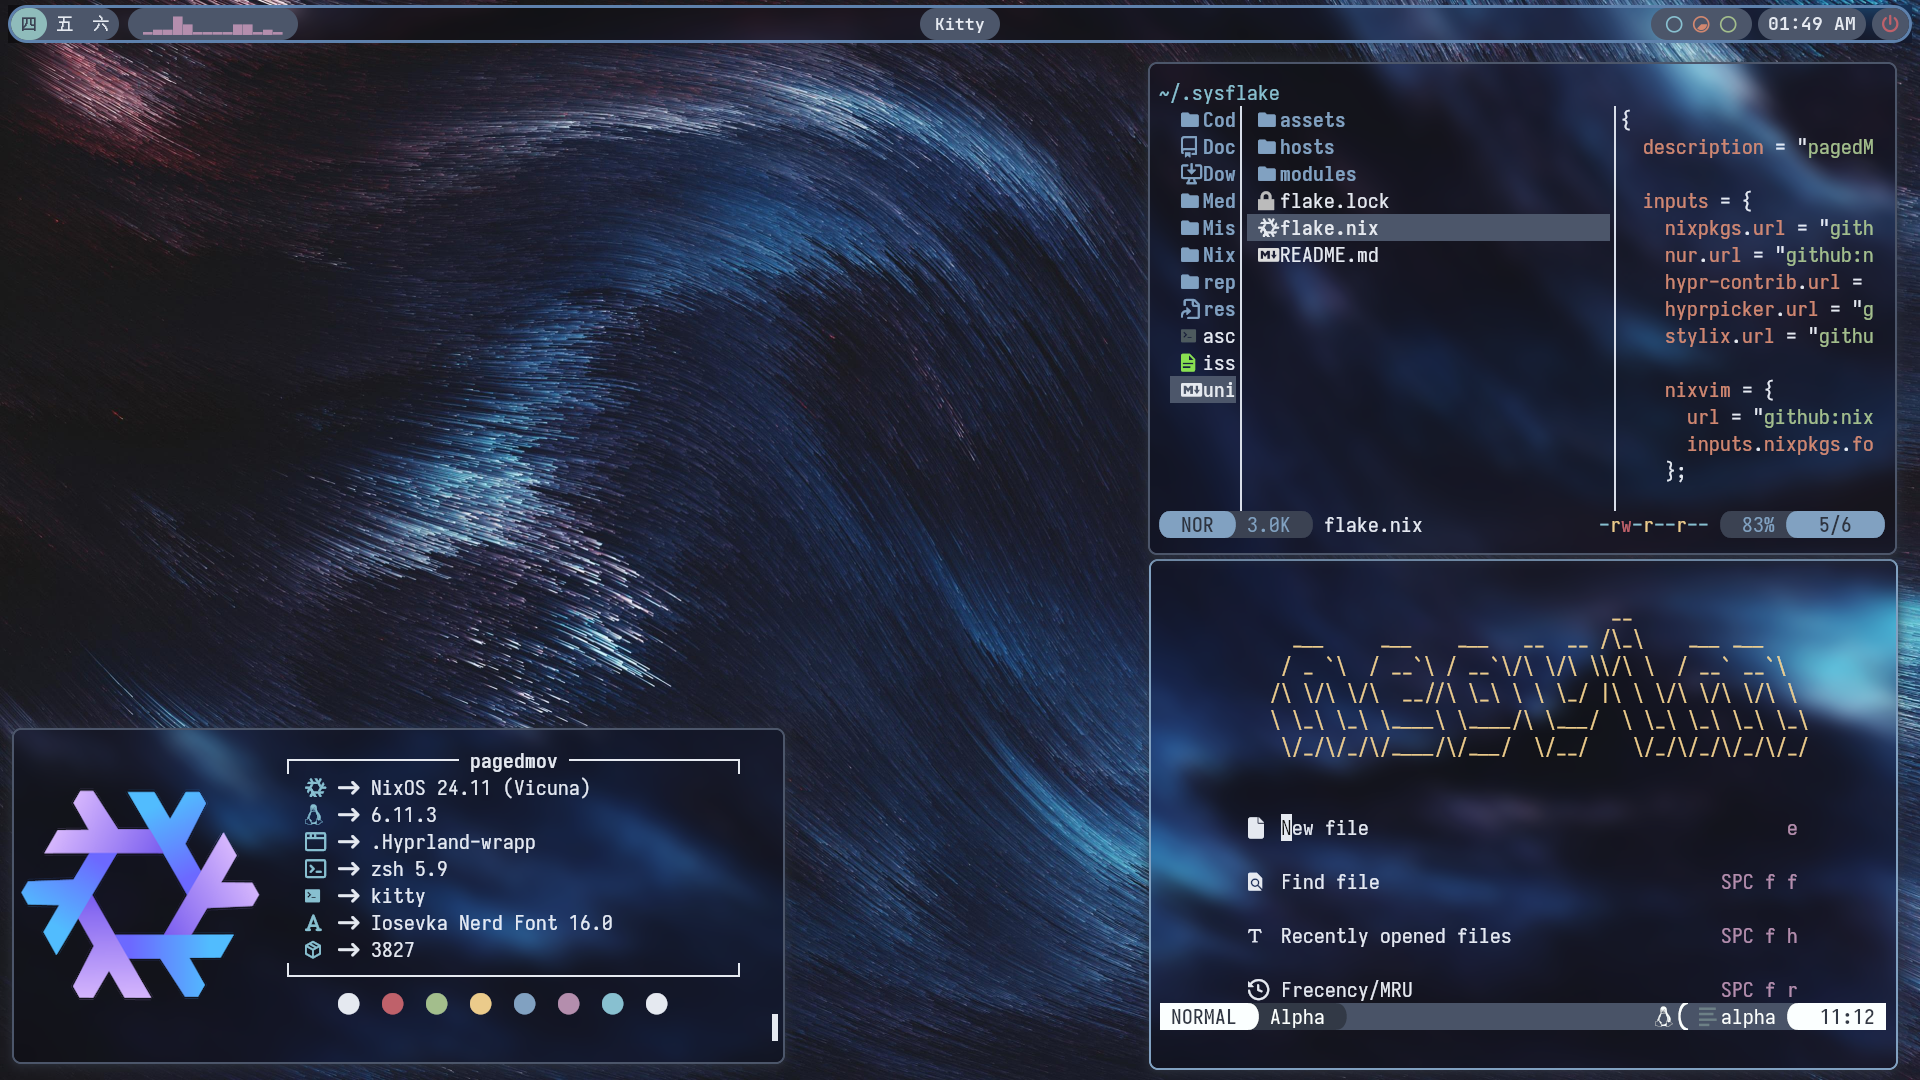 四 五 六
Kitty
01:49 AM
~/.sysflake
Cod
Doc
Dow
Med
Mis
Nix
rep
res
asc
iss
uni
assets
hosts
modules
flake.lock
flake.nix
README.md
{
description = "pagedM
inputs = {
nixpkgs.url = "gith
nur.url = "github:n
hypr-contrib.url =
hyprpicker.url = "g
stylix.url = "githu
nixvim = {
url = "github:nix
inputs.nixpkgs.fo
};
NOR 3.0K flake.nix -rw-r--r-- 83% 5/6
pagedmov
NixOS 24.11 (Vicuna)
6.11.3
.Hyprland-wrapp
zsh 5.9
kitty
Iosevka Nerd Font 16.0
3827
neovim
New file e
Find file SPC f f
Recently opened files SPC f h
Frecency/MRU SPC f r
NORMAL Alpha alpha 11:12